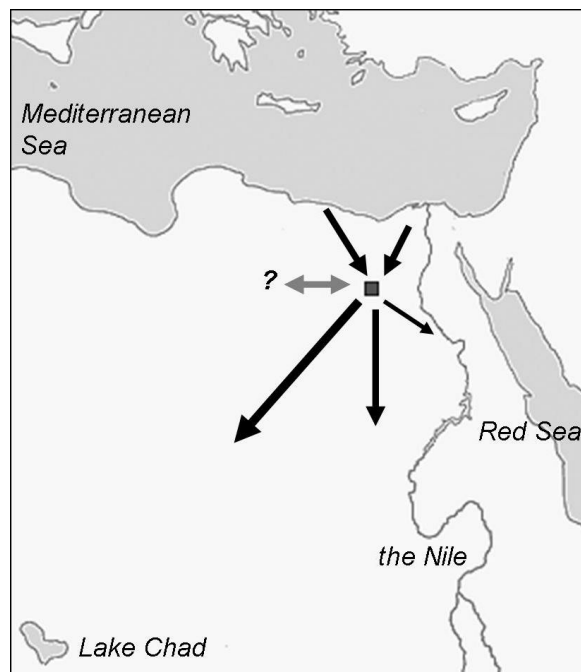 Mediterranean
Sea
?
Red Sea
the Nile
Lake Chad